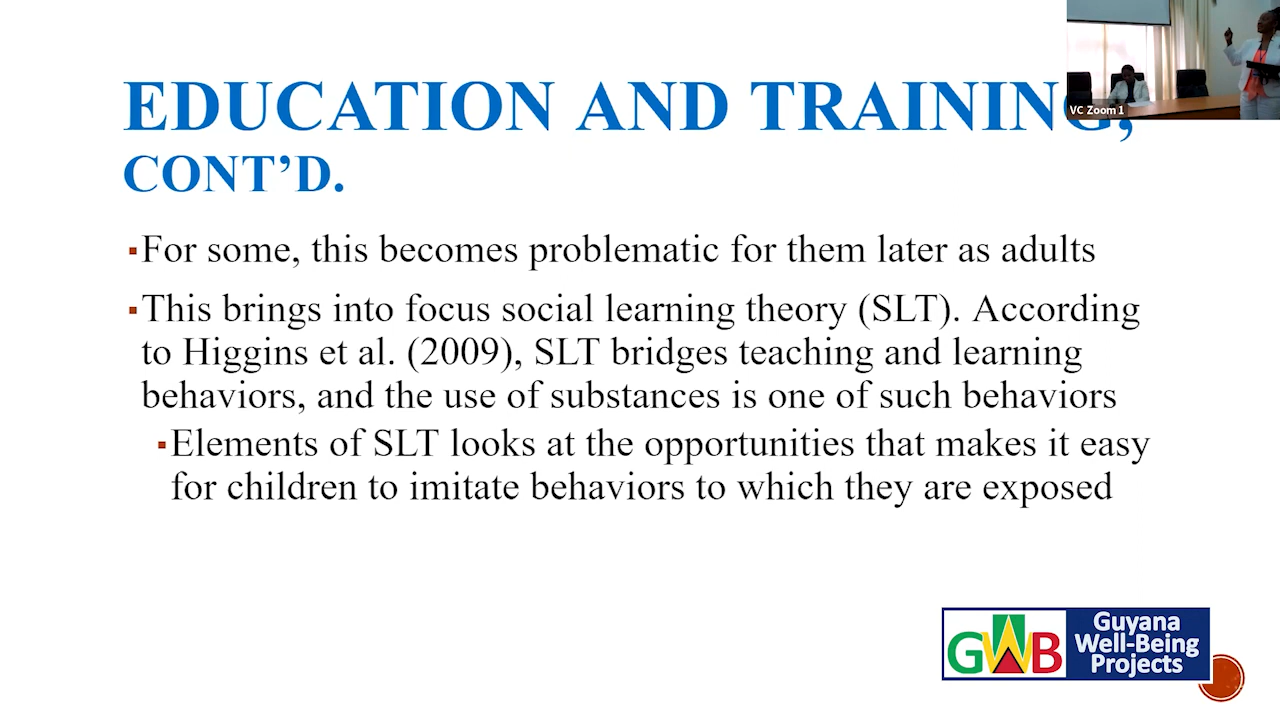 VC Zoom 1
EDUCATION AND TRAINING,
CONT’D.
▪For some, this becomes problematic for them later as adults
▪This brings into focus social learning theory (SLT). According
to Higgins et al. (2009), SLT bridges teaching and learning
behaviors, and the use of substances is one of such behaviors
▪Elements of SLT looks at the opportunities that makes it easy
for children to imitate behaviors to which they are exposed
GWB
Guyana
Well-Being
Projects